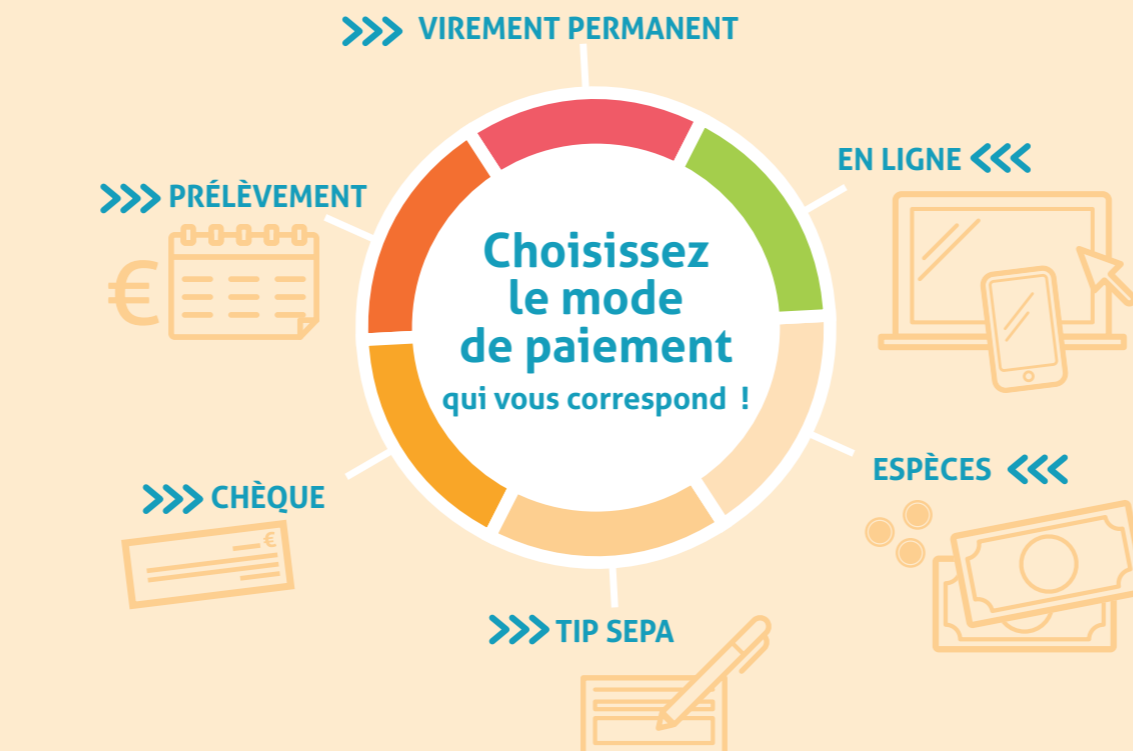 >>> VIREMENT PERMANENT
EN LIGNE <<<
>>> PRÉLÈVEMENT
€
Choisissez
le mode
de paiement
qui vous correspond !
ESPÈCES <<<
>>> CHÈQUE
€
>>> TIP SEPA